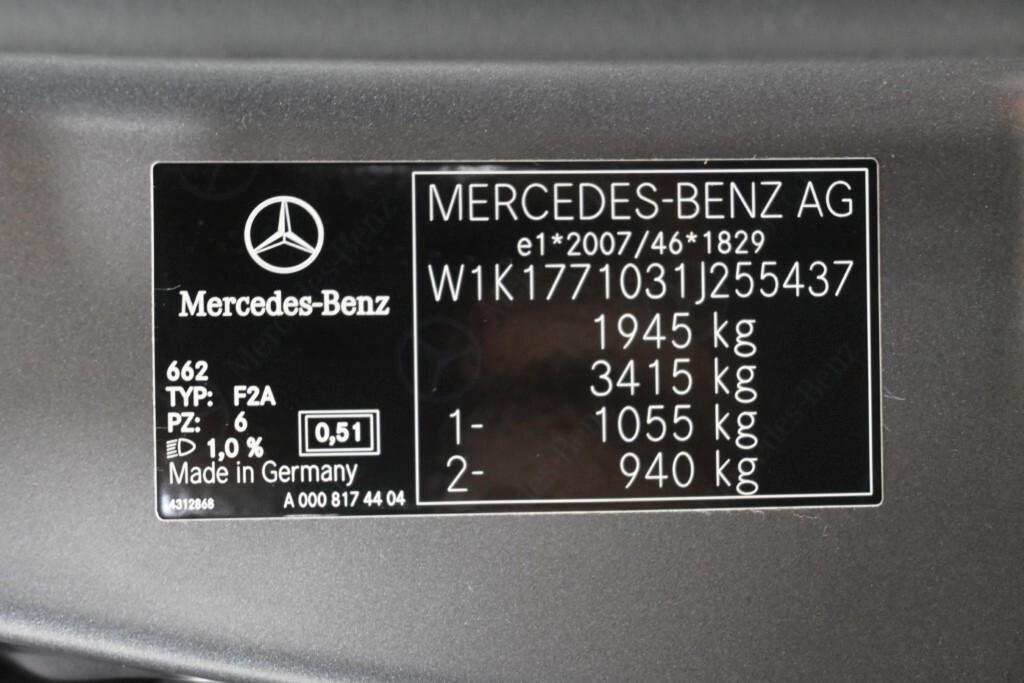 Mercedes-Benz
662
TYP: F2A
PZ: 6
1,0 %
0,51
Made in Germany
4312868
A 000 817 44 04
MERCEDES-BENZ AG
e1*2007/46*1829
W1K1771031J255437
1945 kg
3415 kg
1- 1055 kg
2- 940 kg